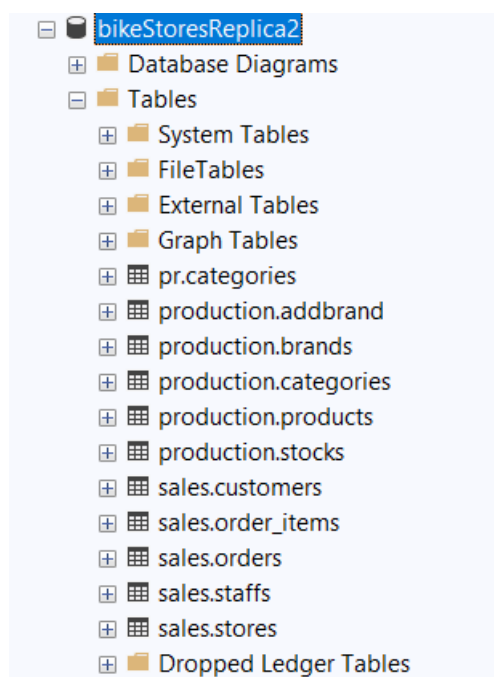 bikeStoresReplica2
Database Diagrams
Tables
System Tables
FileTables
External Tables
Graph Tables
pr.categories
production.addbrand
production.brands
production.categories
production.products
production.stocks
sales.customers
sales.order_items
sales.orders
sales.staffs
sales.stores
Dropped Ledger Tables